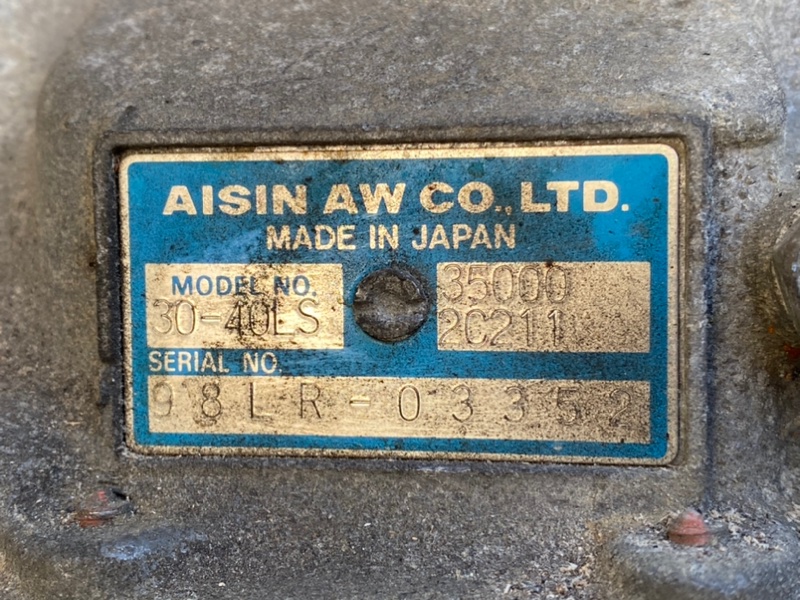 AISIN AW CO., LTD.
MADE IN JAPAN
MODEL NO.
30-40LS
35000
2C211
SERIAL NO.
98LR-03352